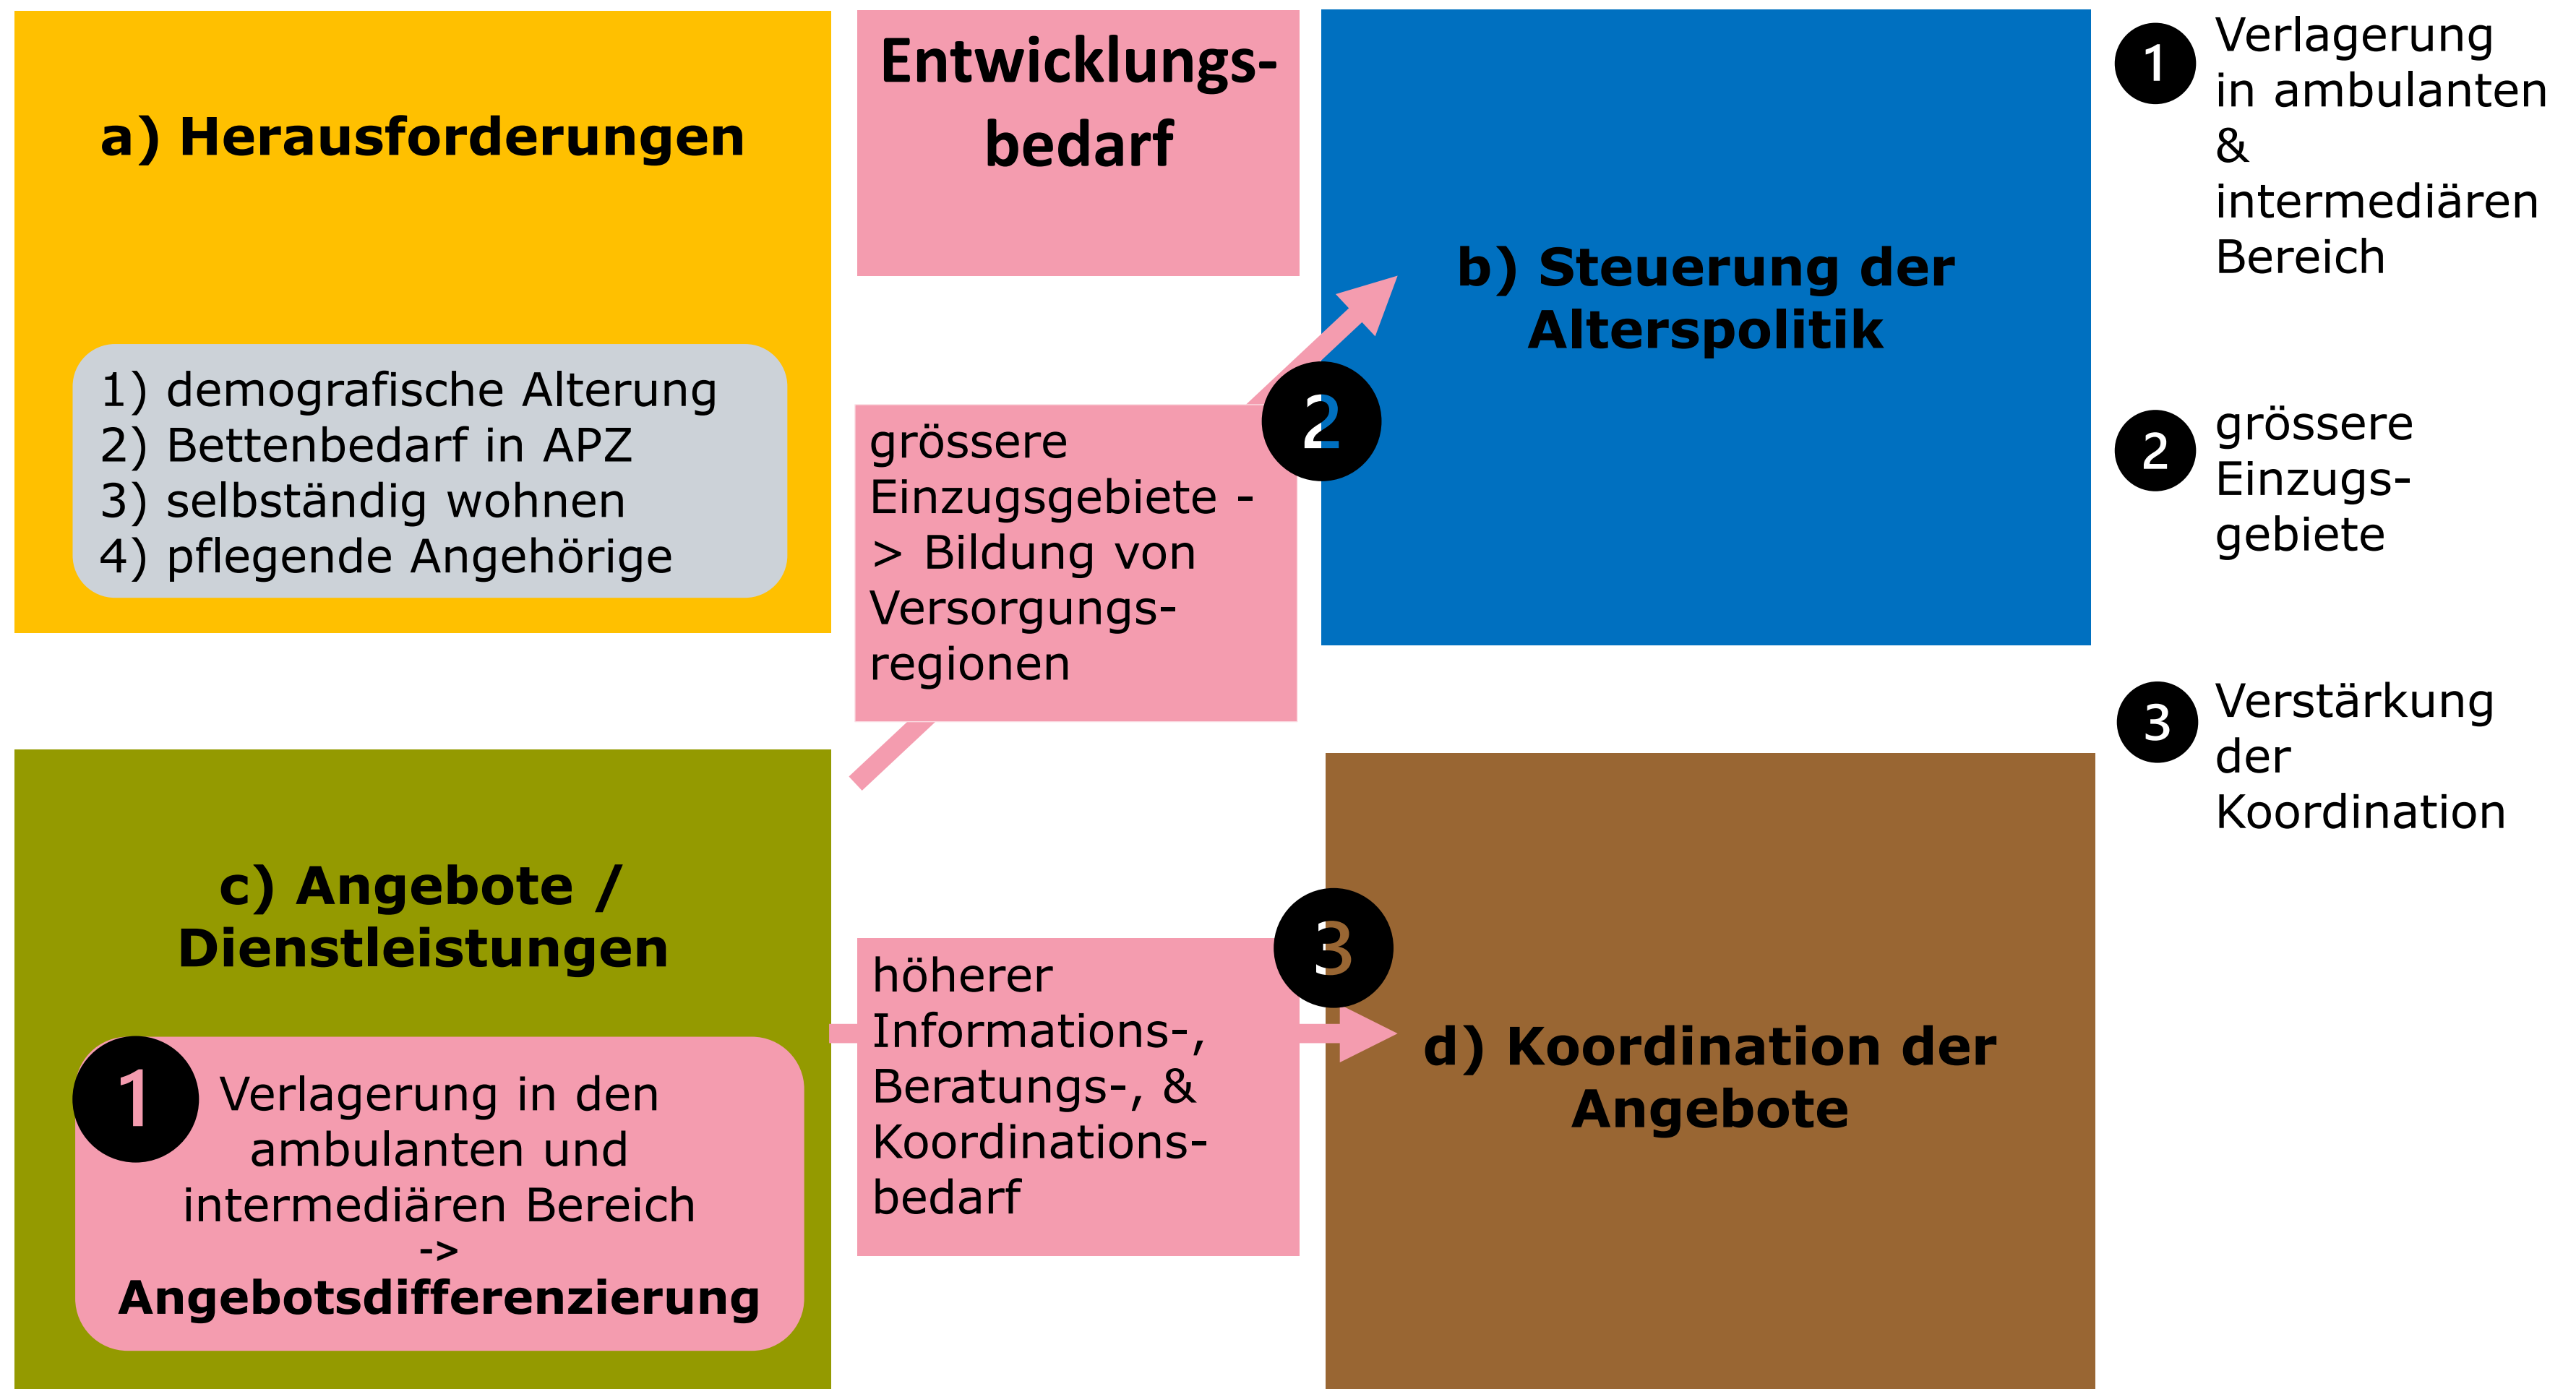 a) Herausforderungen
1) demografische Alterung
2) Bettenbedarf in APZ
3) selbständig wohnen
4) pflegende Angehörige
Entwicklungs-
bedarf
b) Steuerung der
Alterspolitik
2
grössere
Einzugsgebiete -
> Bildung von
Versorgungs-
regionen
c) Angebote /
Dienstleistungen
1
Verlagerung in den
ambulanten und
intermediären Bereich
->
Angebotsdifferenzierung
3
höherer
Informations-,
Beratungs-, &
Koordinations-
bedarf
d) Koordination der
Angebote
1
Verlagerung
in ambulanten
&
intermediären
Bereich
2
grössere
Einzugs-
gebiete
3
Verstärkung
der
Koordination